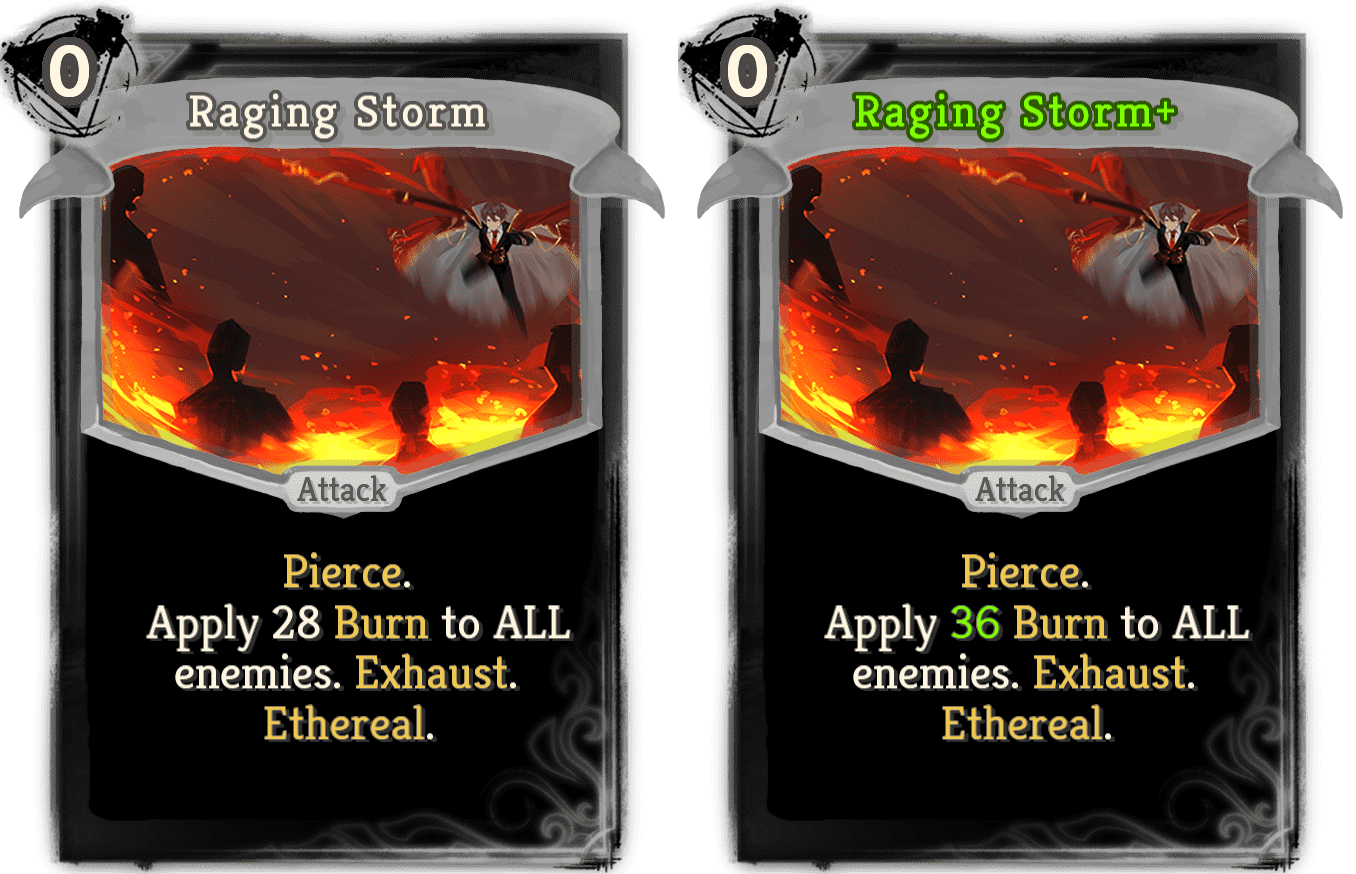 0
Raging Storm
Attack
Pierce.
Apply 28 Burn to ALL
enemies. Exhaust.
Ethereal.
0
Raging Storm+
Attack
Pierce.
Apply 36 Burn to ALL
enemies. Exhaust.
Ethereal.